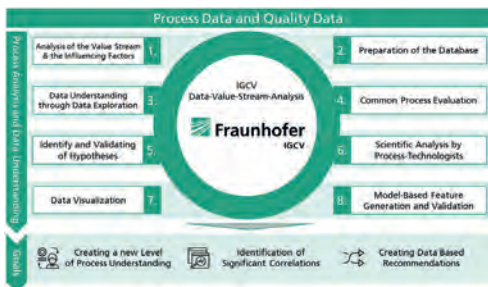 Process Data and Quality Data
Process Analysis and Data Understanding
Analysis of the Value Stream
& the Influencing Factors
1.
2.
Preparation of the Database
IGCV
Data-Value-Stream-Analysis
Data Understanding
through Data Exploration
3.
4.
Common Process Evaluation
Fraunhofer
IGCV
Identify and Validating
of Hypotheses
5.
6.
Scientific Analysis by
Process-Technologists
Data Visualization
7.
8.
Model-Based Feature
Generation and Validation
Goals
Creating a new Level
of Process Understanding
Identification of
Significant Correlations
Creating Data Based
Recommendations